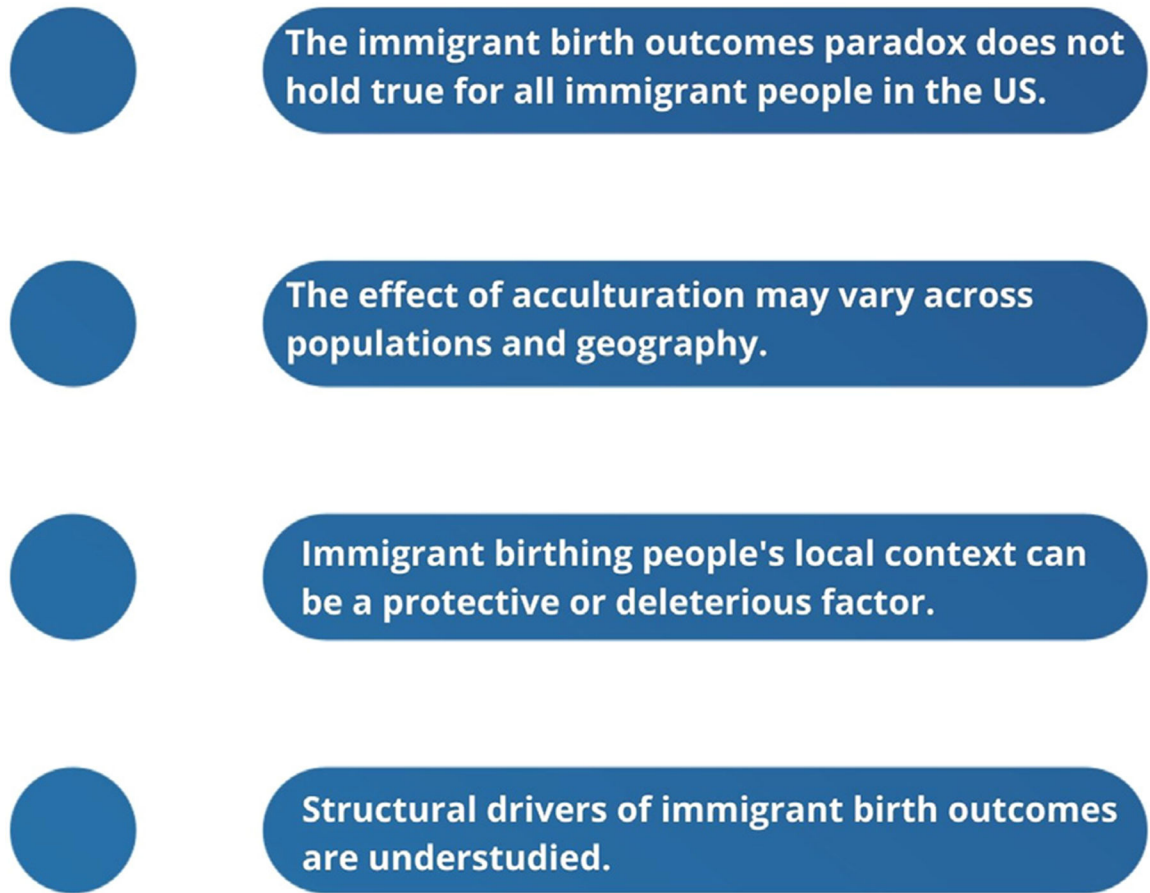 The immigrant birth outcomes paradox does not
hold true for all immigrant people in the US.
The effect of acculturation may vary across
populations and geography.
Immigrant birthing people's local context can
be a protective or deleterious factor.
Structural drivers of immigrant birth outcomes
are understudied.